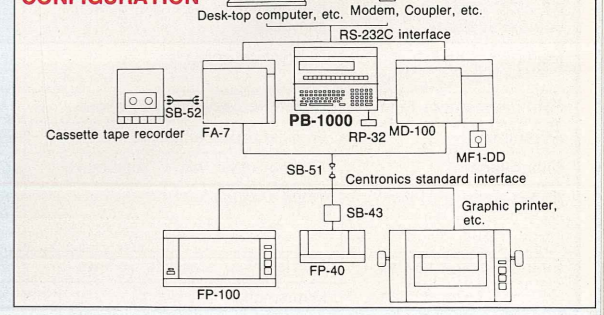 CONFIGURATION
Desk-top computer, etc.
Modem, Coupler, etc.
RS-232C interface
SB-52
PB-1000
Cassette tape recorder
FA-7
RP-32
MD-100
MF1-DD
SB-51
Centronics standard interface
SB-43
Graphic printer,
etc.
FP-40
FP-100